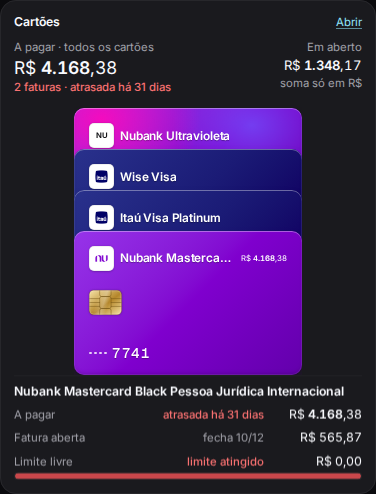 Cartões Abrir
A pagar · todos os cartões Em aberto
R$ 4.168,38 R$ 1.348,17
2 faturas · atrasada há 31 dias soma só em R$
NU Nubank Ultravioleta
Itaú Wise Visa
Itaú Itaú Visa Platinum
nu Nubank Masterca... R$ 4.168,38
---- 7741
Nubank Mastercard Black Pessoa Jurídica Internacional
A pagar atrasada há 31 dias R$ 4.168,38
Fatura aberta fecha 10/12 R$ 565,87
Limite livre limite atingido R$ 0,00